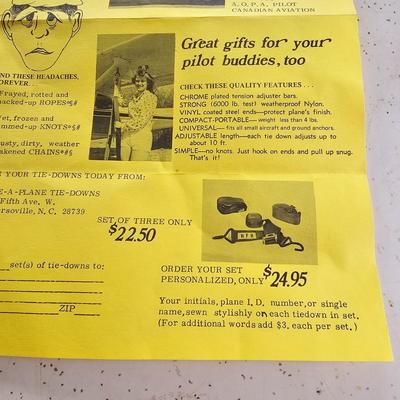 A, O, P, A, PILOT
CANADIAN AVIATION
Great gifts for your
pilot buddies, too
ND THESE HEADACHES,
OREVER...
Frayed, rotted and
nacked-up ROPES*§#
et, frozen and
mmed-up KNOTS*§#
usty, dirty, weather
eakened CHAINS*#§
CHECK THESE QUALITY FEATURES...
CHROME plated tension adjuster bars.
STRONG (6000 lb. test) weatherproof Nylon.
VINYL coated steel ends—protect plane's finish.
COMPACT-PORTABLE— weight less than 4 lbs.
UNIVERSAL— fits all small aircraft and ground anchors.
ADJUSTABLE length—each tie down adjusts up to
about 10 ft.
SIMPLE—no knots. Just hook on ends and pull up snug.
That's it!
YOUR TIE-DOWNS TODAY FROM:
E-A-PLANE TIE-DOWNS
Fifth Ave, W.
ersonville, N, C. 28739
SET OF THREE ONLY
$22.50
set(s) of tie-downs to:
ZIP
ORDER YOUR SET
PERSONALIZED, ONLY $24.95
Your initials, plane I, D. number, or single
name, sewn stylishly on each tiedown in set.
(For additional words add $3, each per set.)